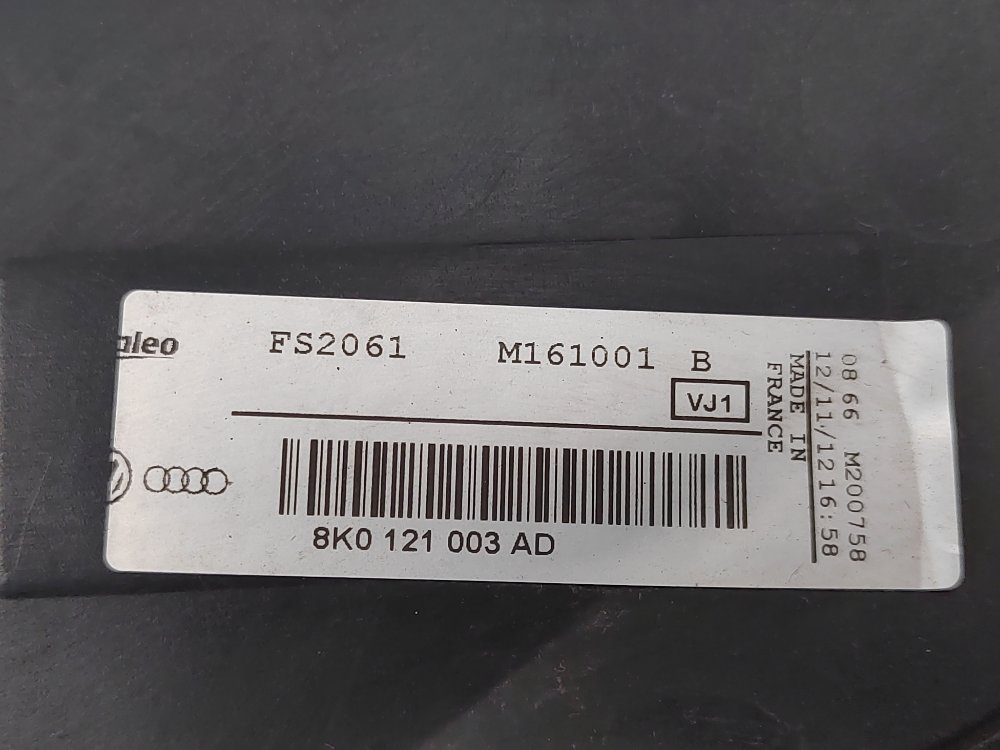 aleo
FS2061 M161001 B
VJ1
8K0 121 003 AD
MADE IN
FRANCE
08 66 M200758
12/11/12 16:58